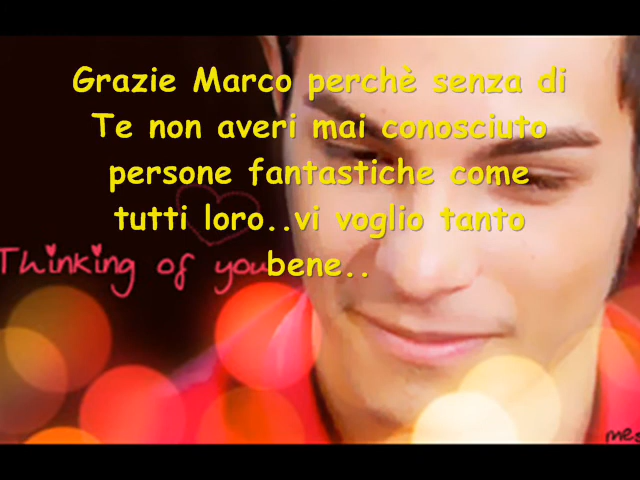 Grazie Marco perchè senza di
Te non averi mai conosciuto
persone fantastiche come
tutti loro..vi voglio tanto
Thinking of you
bene..